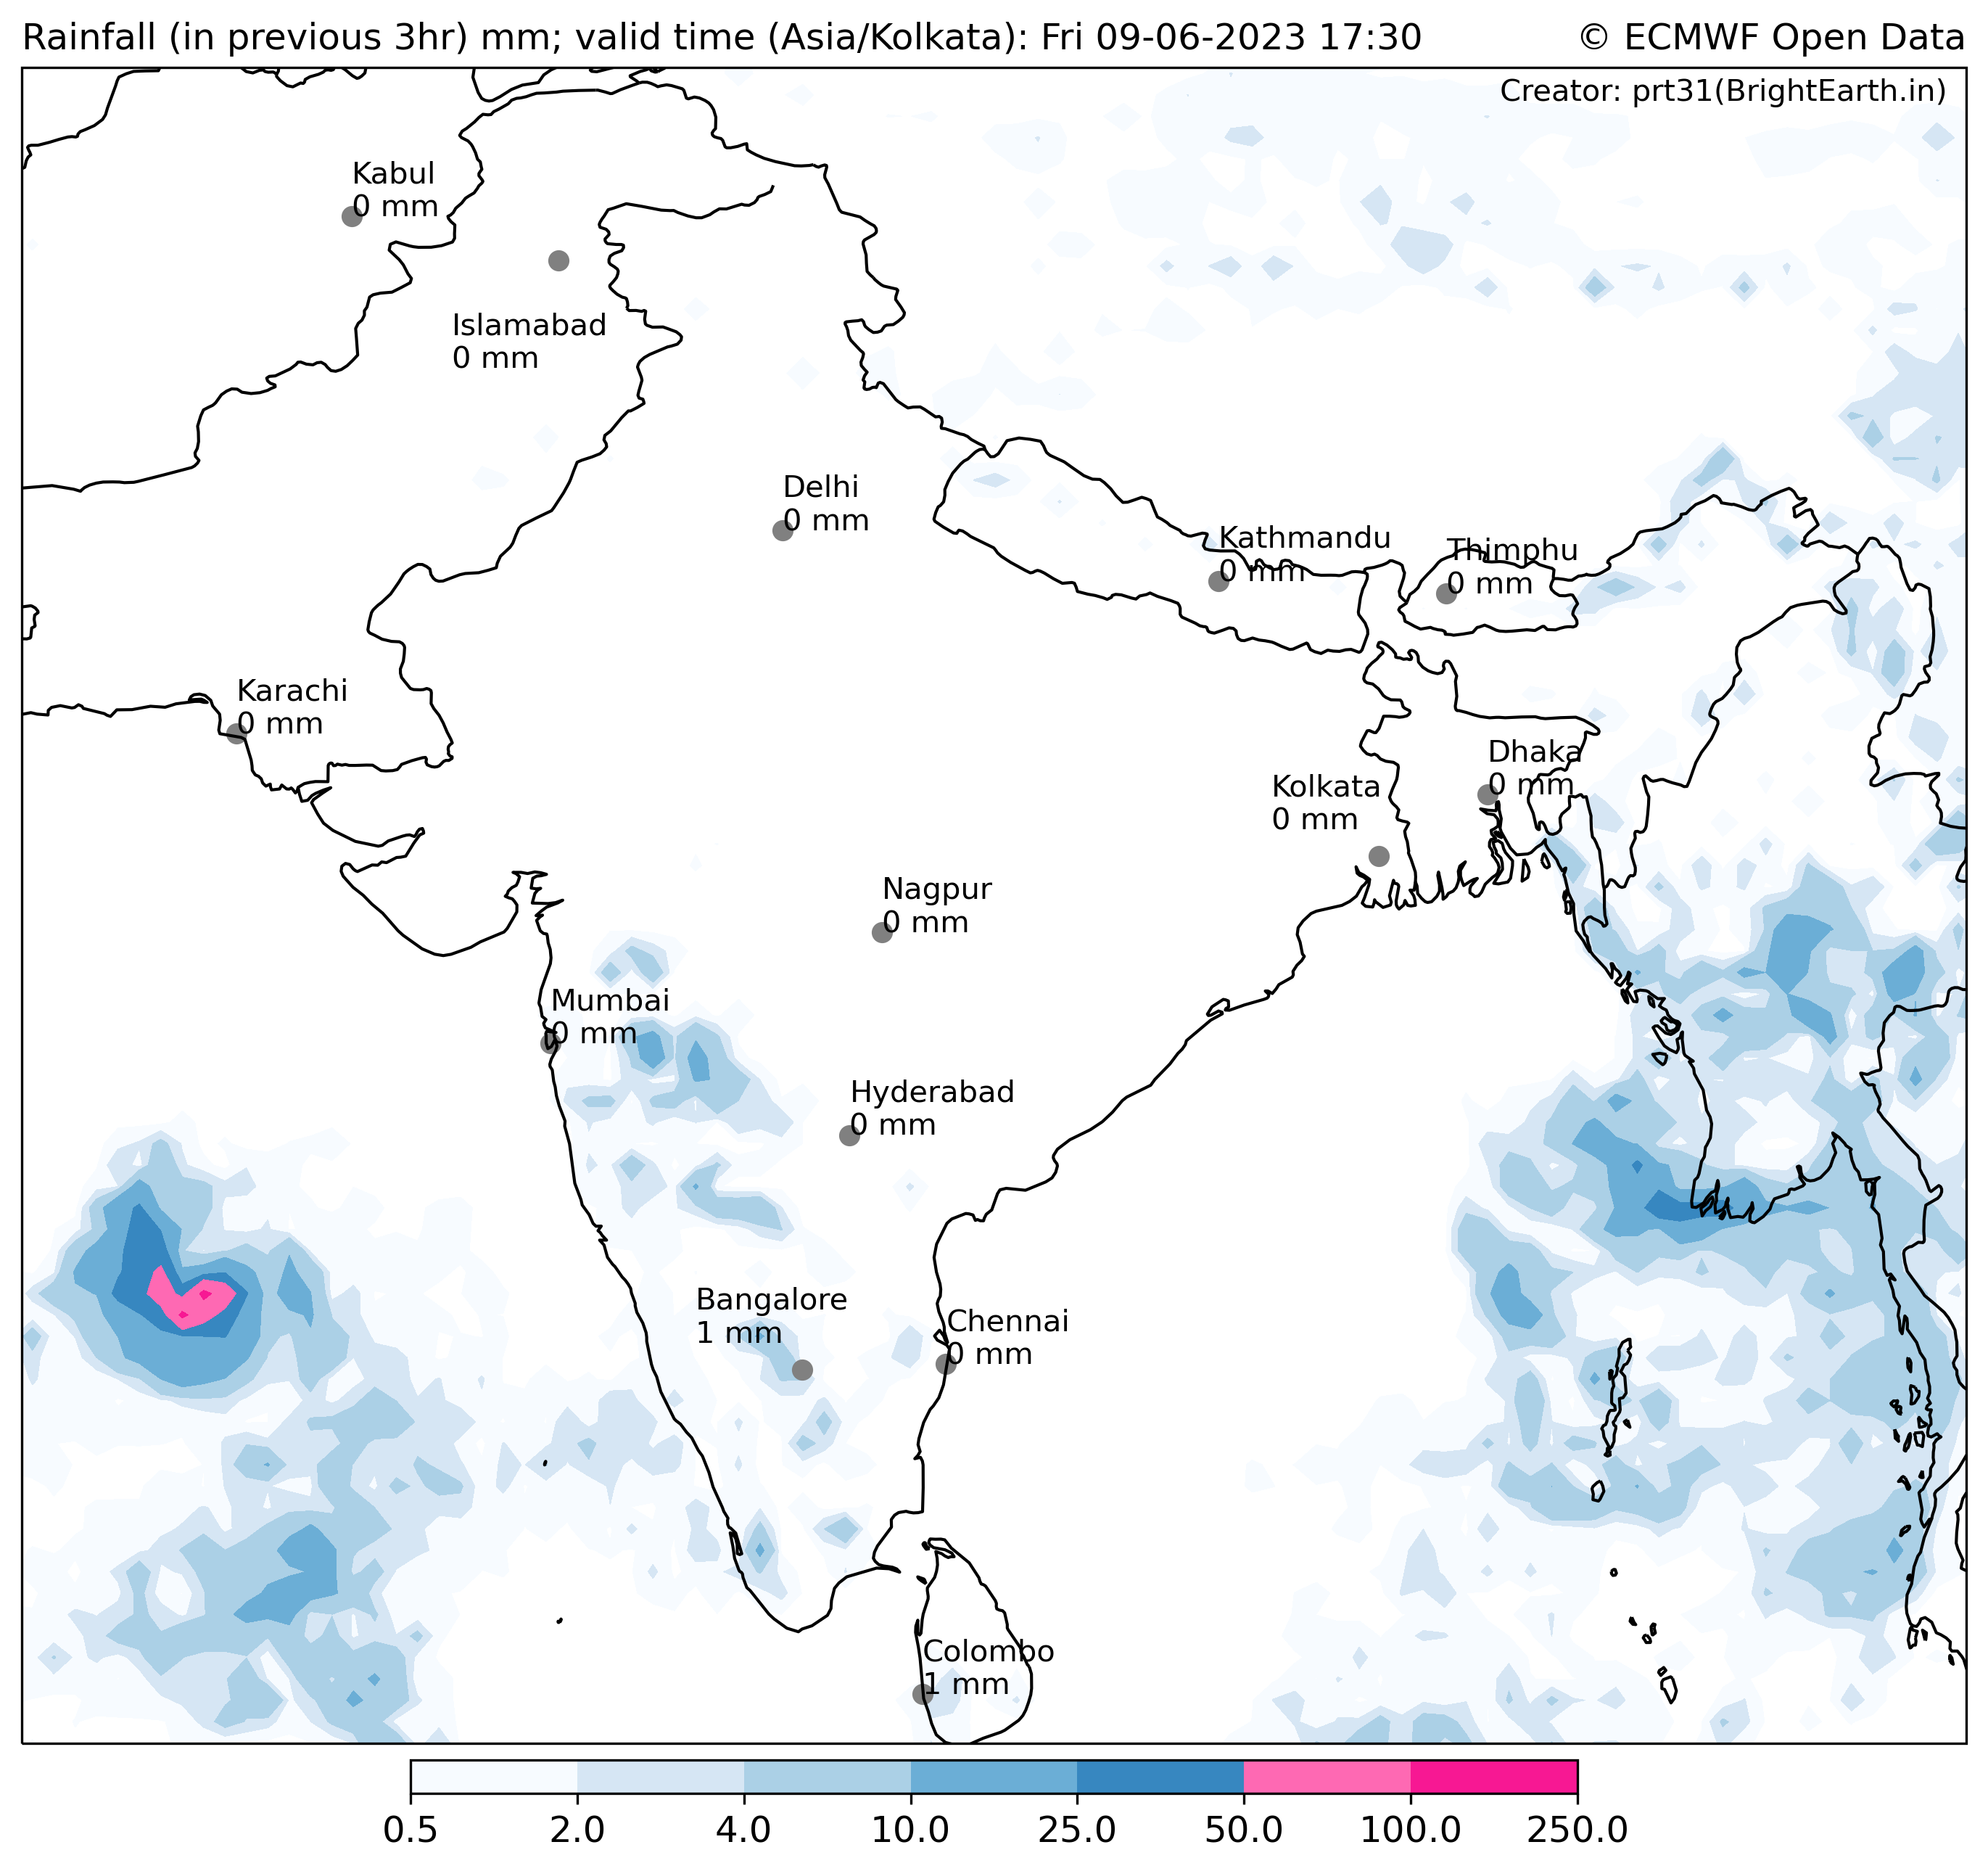 Rainfall (in previous 3hr) mm; valid time (Asia/Kolkata): Fri 09-06-2023 17:30
© ECMWF Open Data
Creator: prt31(BrightEarth.in)
Kabul
0 mm
Islamabad
0 mm
Delhi
0 mm
Kathmandu
0 mm
Thimphu
0 mm
Karachi
0 mm
Dhaka
0 mm
Kolkata
0 mm
Nagpur
0 mm
Mumbai
0 mm
Hyderabad
0 mm
Bangalore
1 mm
Chennai
0 mm
Colombo
1 mm
0.5 2.0 4.0 10.0 25.0 50.0 100.0 250.0